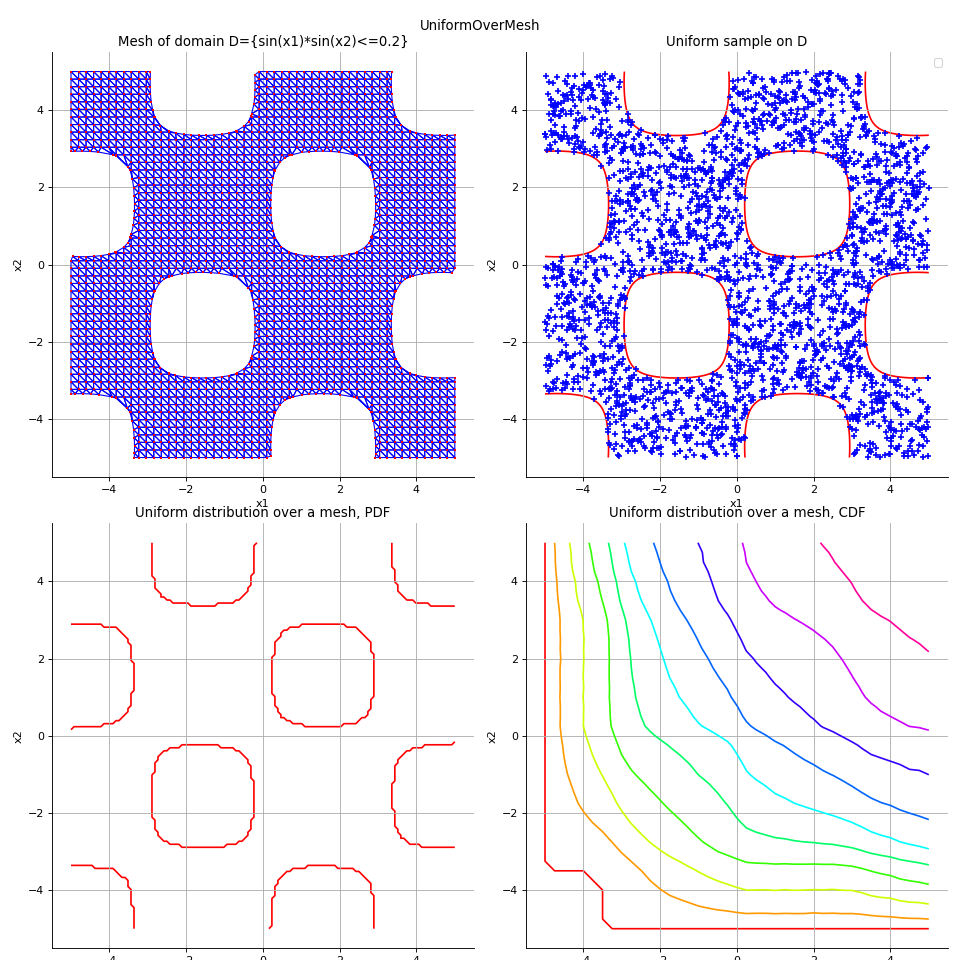 UniformOverMesh
Mesh of domain D={sin(x1)*sin(x2)<=0.2}
4
2
0
−2
−4
x2
−4 −2 0 2 4
x1
Uniform sample on D
4
2
0
−2
−4
x2
−4 −2 0 2 4
x1
Uniform distribution over a mesh, PDF
4
2
0
−2
−4
x2
−4 −2 0 2 4
Uniform distribution over a mesh, CDF
4
2
0
−2
−4
x2
−4 −2 0 2 4